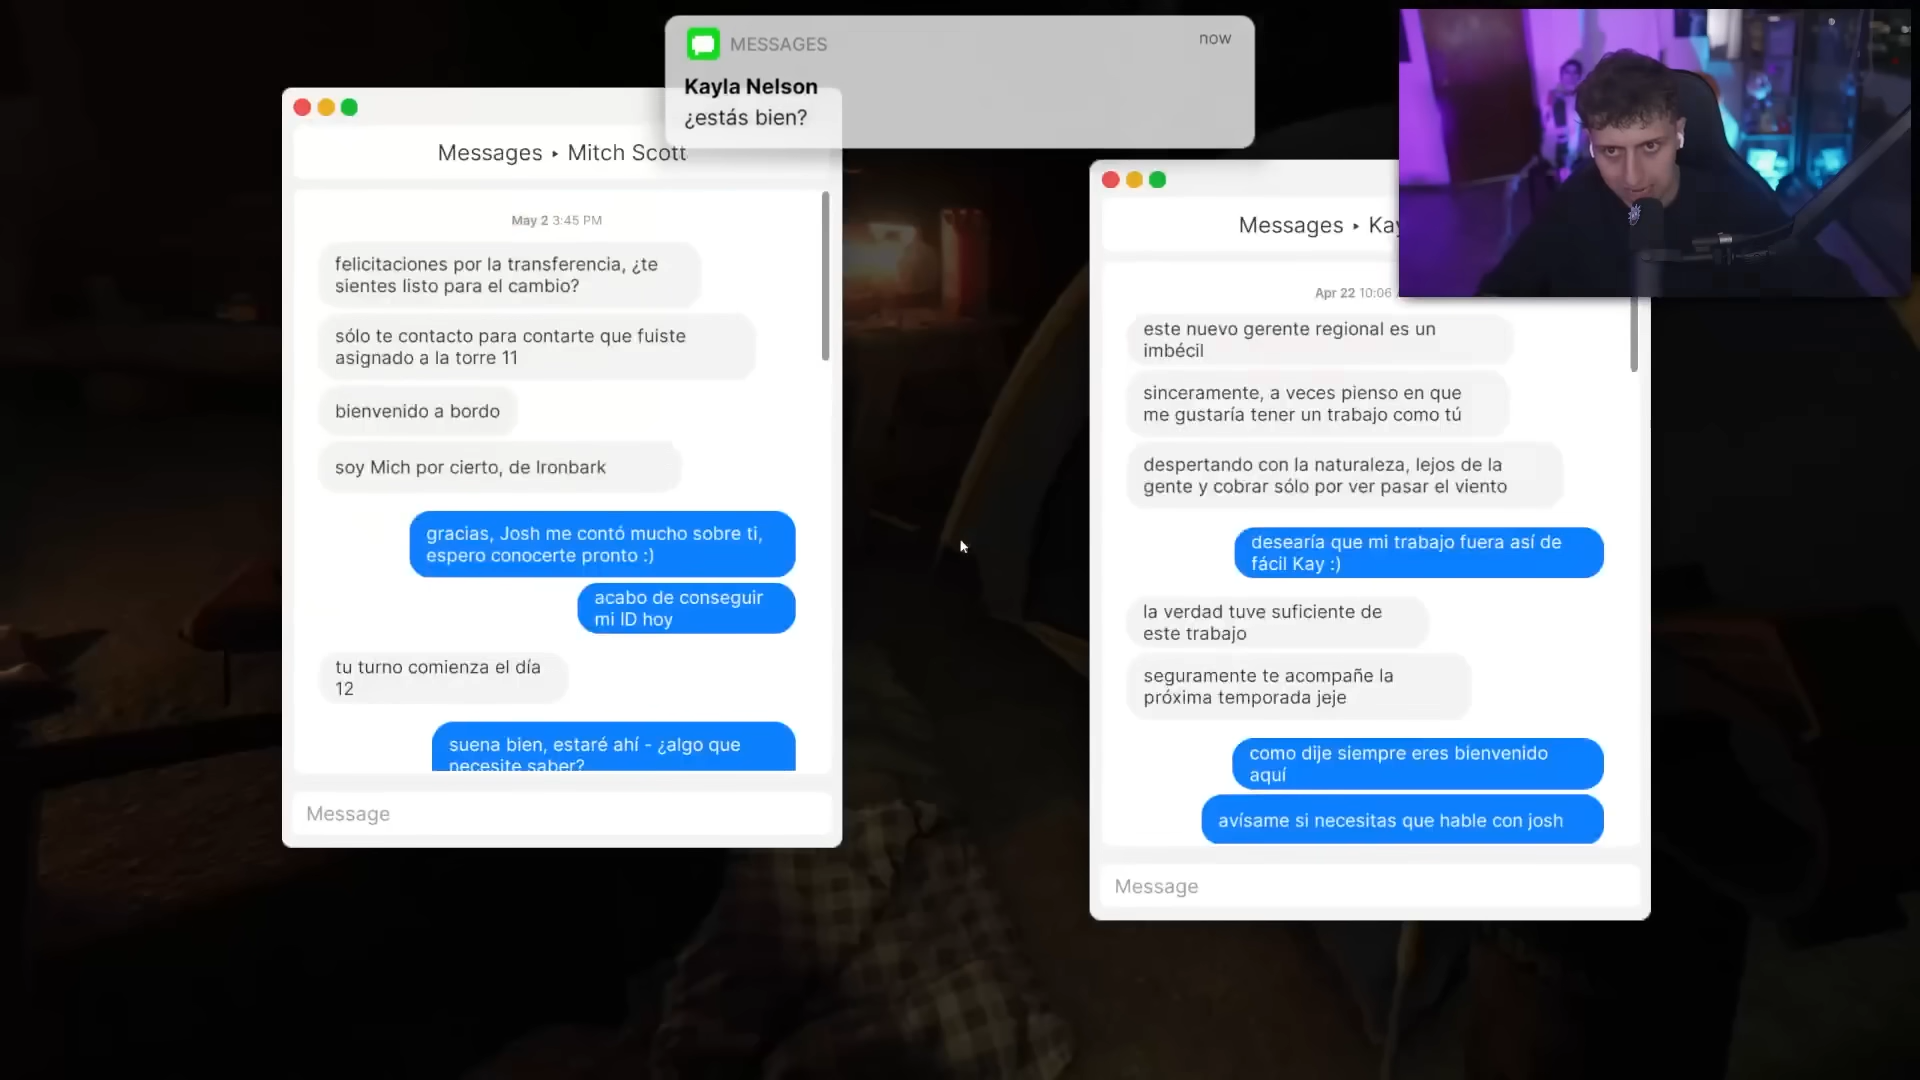 MESSAGES
now
Kayla Nelson
¿estás bien?
Messages ‣ Mitch Scott
May 2 3:45 PM
felicitaciones por la transferencia, ¿te
sientes listo para el cambio?
sólo te contacto para contarte que fuiste
asignado a la torre 11
bienvenido a bordo
soy Mich por cierto, de Ironbark
gracias, Josh me contó mucho sobre ti,
espero conocerte pronto :)
acabo de conseguir
mi ID hoy
tu turno comienza el día
12
suena bien, estaré ahí - ¿algo que
necesite saber?
Message
Messages ‣ Kay
Apr 22 10:06
este nuevo gerente regional es un
imbécil
sinceramente, a veces pienso en que
me gustaría tener un trabajo como tú
despertando con la naturaleza, lejos de la
gente y cobrar sólo por ver pasar el viento
desearía que mi trabajo fuera así de
fácil Kay :)
la verdad tuve suficiente de
este trabajo
seguramente te acompañe la
próxima temporada jeje
como dije siempre eres bienvenido
aquí
avísame si necesitas que hable con josh
Message